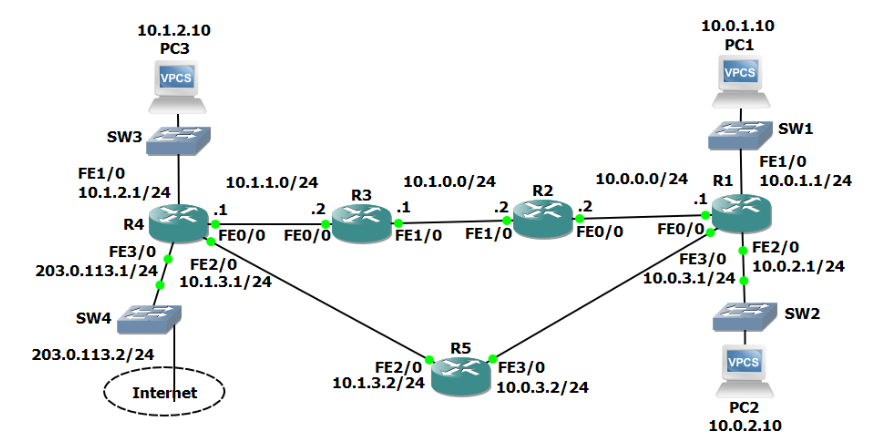 10.1.2.10
PC3
VPCS
SW3
FE1/0
10.1.2.1/24
R4
.1
FE0/0
FE3/0
203.0.113.1/24
FE2/0
10.1.3.1/24
SW4
203.0.113.2/24
Internet
10.1.1.0/24
.2
FE0/0
R3
.1
FE1/0
10.1.0.0/24
.2
FE1/0
R2
.2
FE0/0
10.0.0.0/24
.1
FE0/0
R1
10.0.1.10
PC1
VPCS
SW1
FE1/0
10.0.1.1/24
FE3/0
10.0.3.1/24
FE2/0
10.0.2.1/24
SW2
VPCS
PC2
10.0.2.10
R5
FE2/0
10.1.3.2/24
FE3/0
10.0.3.2/24